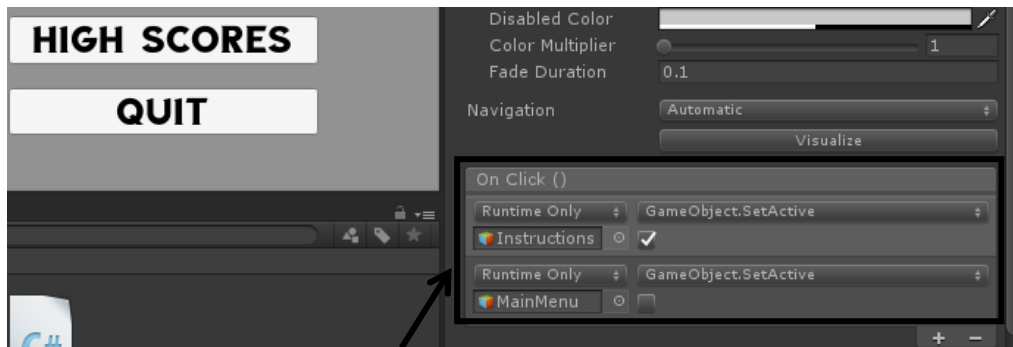 HIGH SCORES
QUIT
Disabled Color
Color Multiplier 1
Fade Duration 0.1
Navigation Automatic
Visualize
On Click ()
Runtime Only GameObject.SetActive
Instructions
Runtime Only GameObject.SetActive
MainMenu
C#